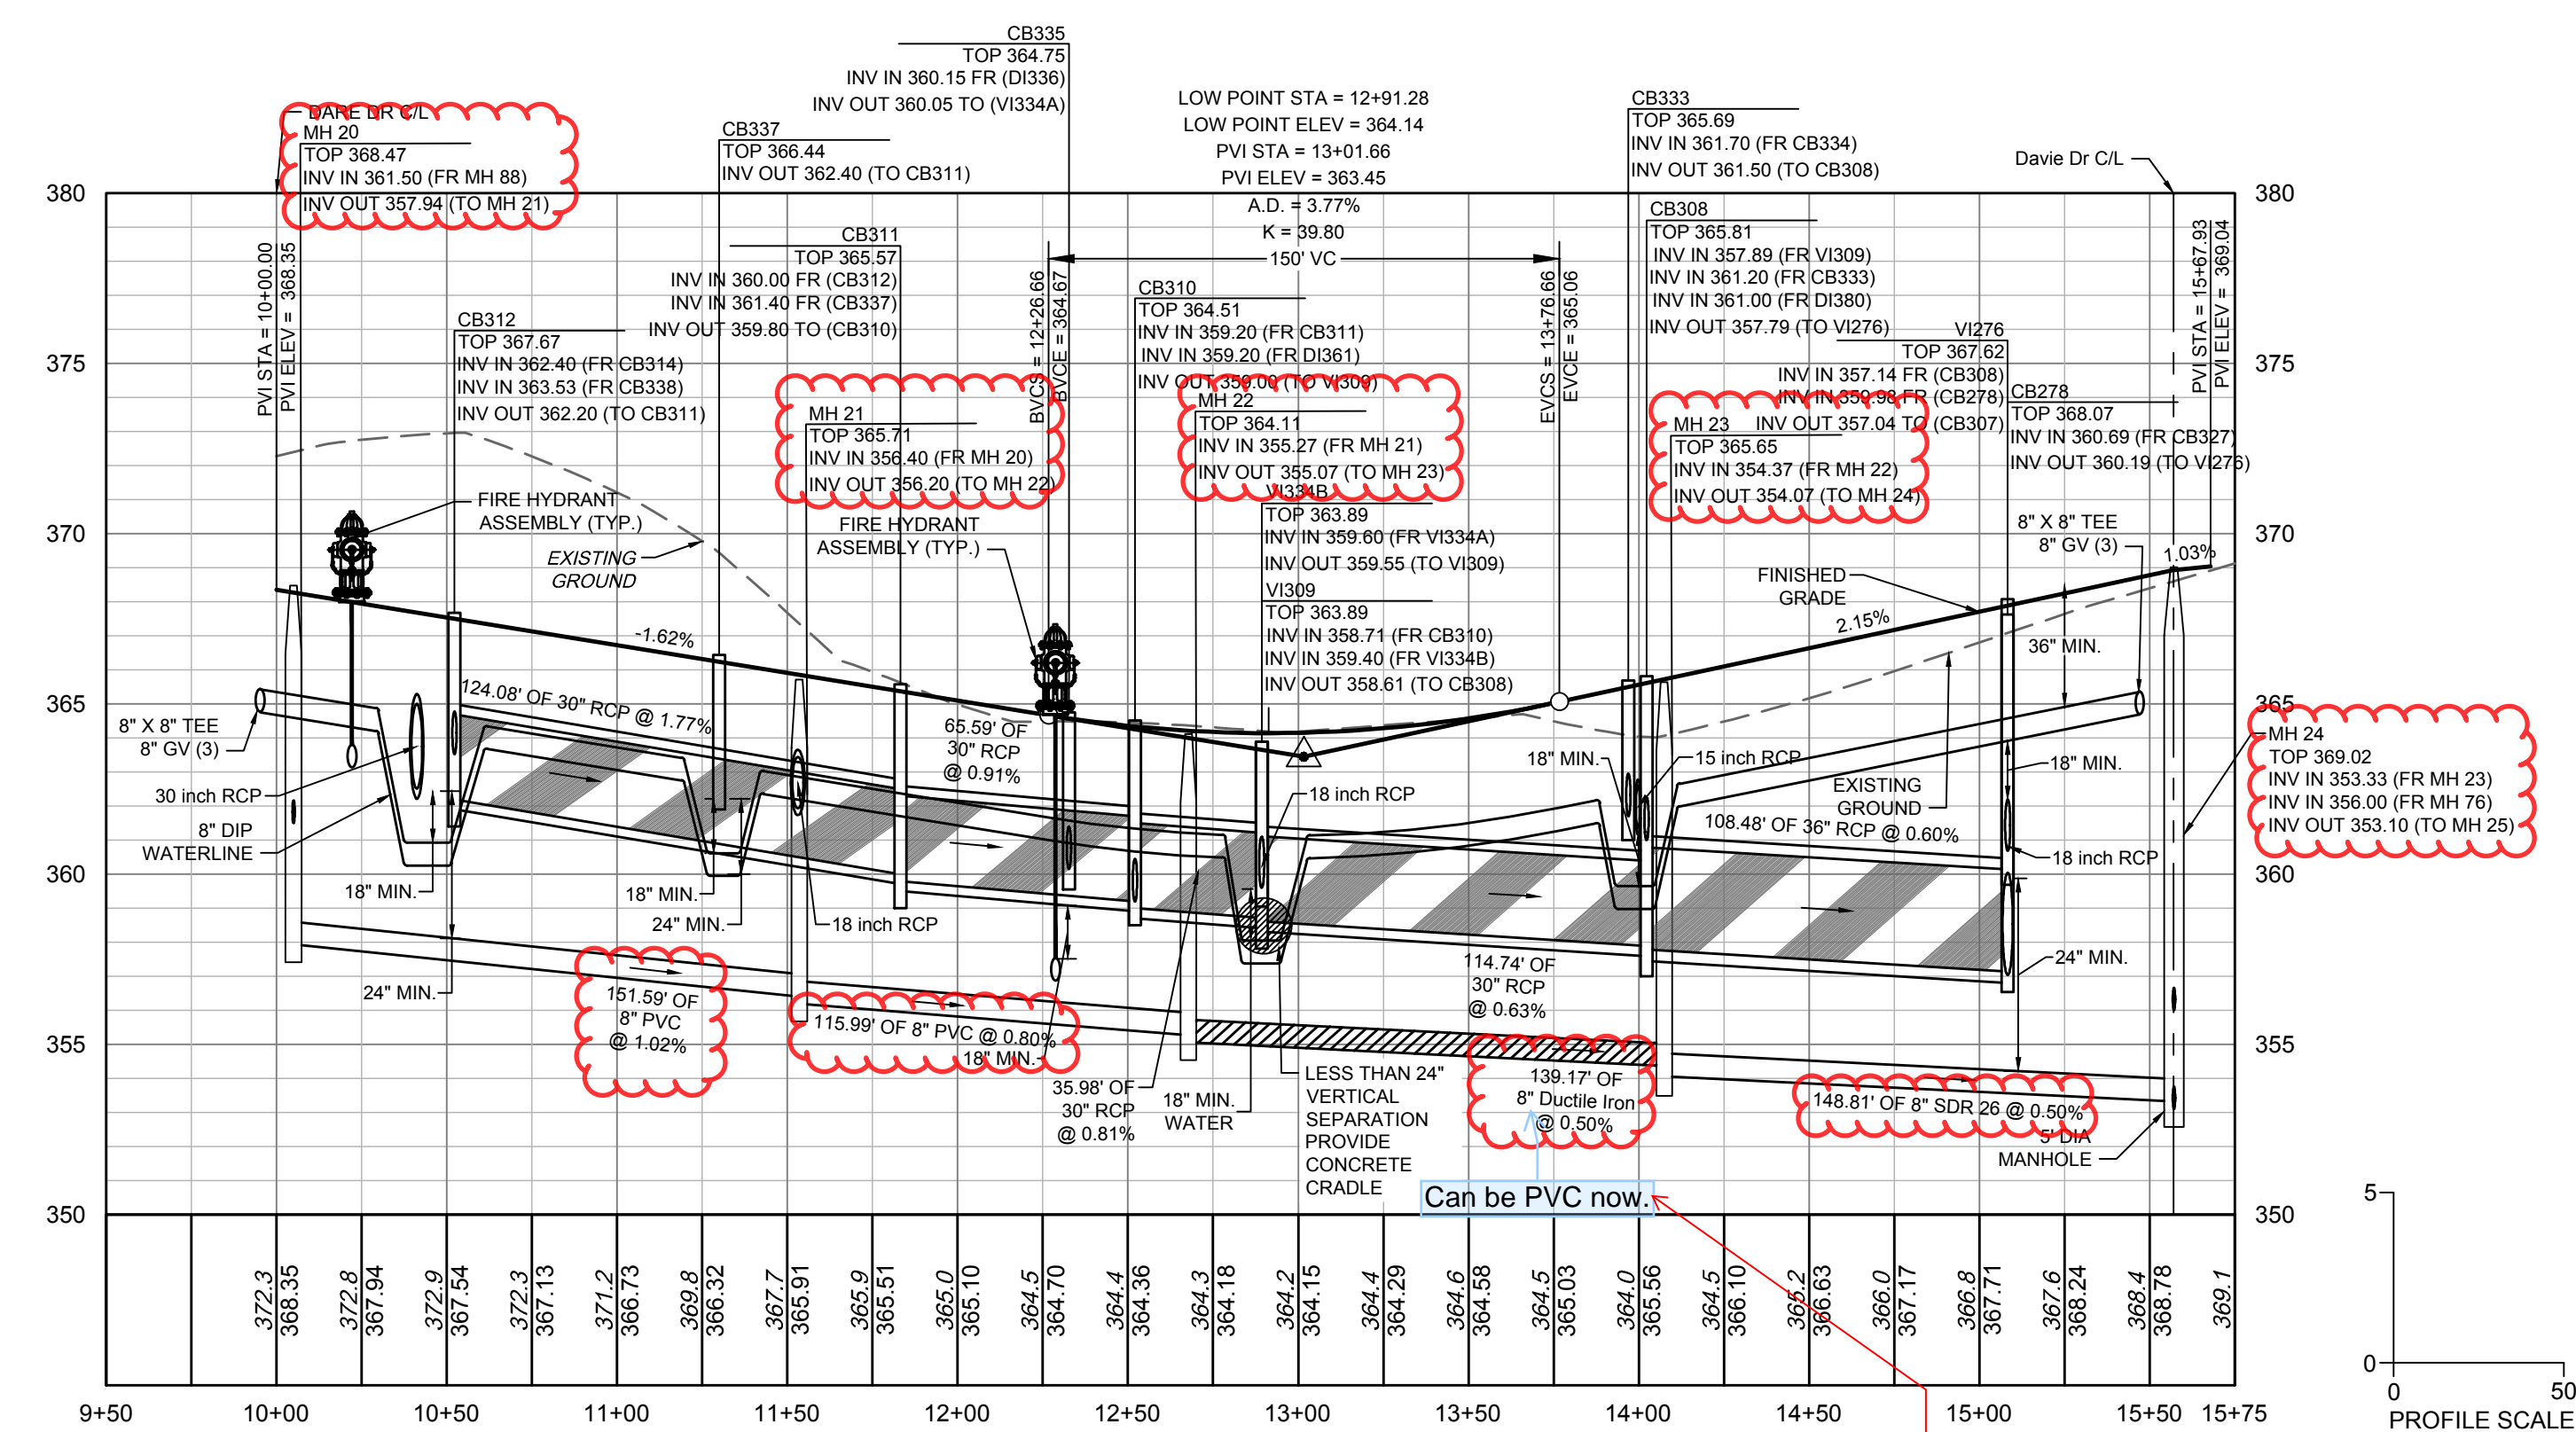 CB335
TOP 364.75
INV IN 360.15 FR (DI336)
INV OUT 360.05 TO (VI334A)
LOW POINT STA = 12+91.28
LOW POINT ELEV = 364.14
PVI STA = 13+01.66
PVI ELEV = 363.45
A.D. = 3.77%
K = 39.80
150' VC
CB333
TOP 365.69
INV IN 361.70 (FR CB334)
INV OUT 361.50 (TO CB308)
Davie Dr C/L
DARE DR C/L
MH 20
TOP 368.47
INV IN 361.50 (FR MH 88)
INV OUT 357.94 (TO MH 21)
CB337
TOP 366.44
INV OUT 362.40 (TO CB311)
CB311
TOP 365.57
INV IN 360.00 FR (CB312)
INV IN 361.40 FR (CB337)
INV OUT 359.80 TO (CB310)
CB308
TOP 365.81
INV IN 357.89 (FR VI309)
INV IN 361.20 (FR CB333)
INV IN 361.00 (FR DI380)
INV OUT 357.79 (TO VI276)
PVI STA = 10+00.00
PVI ELEV = 368.35
BVCS = 12+26.66
BVCE = 364.67
EVCS = 13+76.66
EVCE = 365.06
PVI STA = 15+67.93
PVI ELEV = 369.04
CB312
TOP 367.67
INV IN 362.40 (FR CB314)
INV IN 363.53 (FR CB338)
INV OUT 362.20 (TO CB311)
CB310
TOP 364.51
INV IN 359.20 (FR CB311)
INV IN 359.20 (FR DI361)
INV OUT 359.00 (TO VI309)
VI276
TOP 367.62
INV IN 357.14 FR (CB308)
INV IN 359.98 FR (CB278)
INV OUT 357.04 TO (CB307)
CB278
TOP 368.07
INV IN 360.69 (FR CB327)
INV OUT 360.19 (TO VI276)
MH 21
TOP 365.71
INV IN 356.40 (FR MH 20)
INV OUT 356.20 (TO MH 22)
MH 22
TOP 364.11
INV IN 355.27 (FR MH 21)
INV OUT 355.07 (TO MH 23)
MH 23
TOP 365.65
INV IN 354.37 (FR MH 22)
INV OUT 354.07 (TO MH 24)
VI334B
TOP 363.89
INV IN 359.60 (FR VI334A)
INV OUT 359.55 (TO VI309)
VI309
TOP 363.89
INV IN 358.71 (FR CB310)
INV IN 359.40 (FR VI334B)
INV OUT 358.61 (TO CB308)
FIRE HYDRANT
ASSEMBLY (TYP.)
EXISTING
GROUND
FIRE HYDRANT
ASSEMBLY (TYP.)
8" X 8" TEE
8" GV (3)
1.03%
FINISHED
GRADE
2.15%
36" MIN.
-1.62%
124.08' OF 30" RCP @ 1.77%
65.59' OF
30" RCP
@ 0.91%
8" X 8" TEE
8" GV (3)
30 inch RCP
8" DIP
WATERLINE
18" MIN.
24" MIN.
18" MIN.
24" MIN.
18 inch RCP
18 inch RCP
18" MIN.
15 inch RCP
EXISTING
GROUND
108.48' OF 36" RCP @ 0.60%
18" MIN.
18 inch RCP
24" MIN.
MH 24
TOP 369.02
INV IN 353.33 (FR MH 23)
INV IN 356.00 (FR MH 76)
INV OUT 353.10 (TO MH 25)
151.59' OF
8" PVC
@ 1.02%
115.99' OF 8" PVC @ 0.80%
18" MIN.
35.98' OF
30" RCP
@ 0.81%
18" MIN.
WATER
LESS THAN 24"
VERTICAL
SEPARATION
PROVIDE
CONCRETE
CRADLE
114.74' OF
30" RCP
@ 0.63%
139.17' OF
8" Ductile Iron
@ 0.50%
148.81' OF 8" SDR 26 @ 0.50%
5' DIA
MANHOLE
Can be PVC now.
380
375
370
365
360
355
350
380
375
370
365
360
355
350
372.3
368.35
372.8
367.94
372.9
367.54
372.3
367.13
371.2
366.73
369.8
366.32
367.7
365.91
365.9
365.51
365.0
365.10
364.5
364.70
364.4
364.36
364.3
364.18
364.2
364.15
364.4
364.29
364.6
364.58
364.5
365.03
364.0
365.56
364.5
366.10
365.2
366.63
366.0
367.17
366.8
367.71
367.6
368.24
368.4
368.78
369.1
9+50
10+00
10+50
11+00
11+50
12+00
12+50
13+00
13+50
14+00
14+50
15+00
15+50
15+75
5
0
0
50
PROFILE SCALE